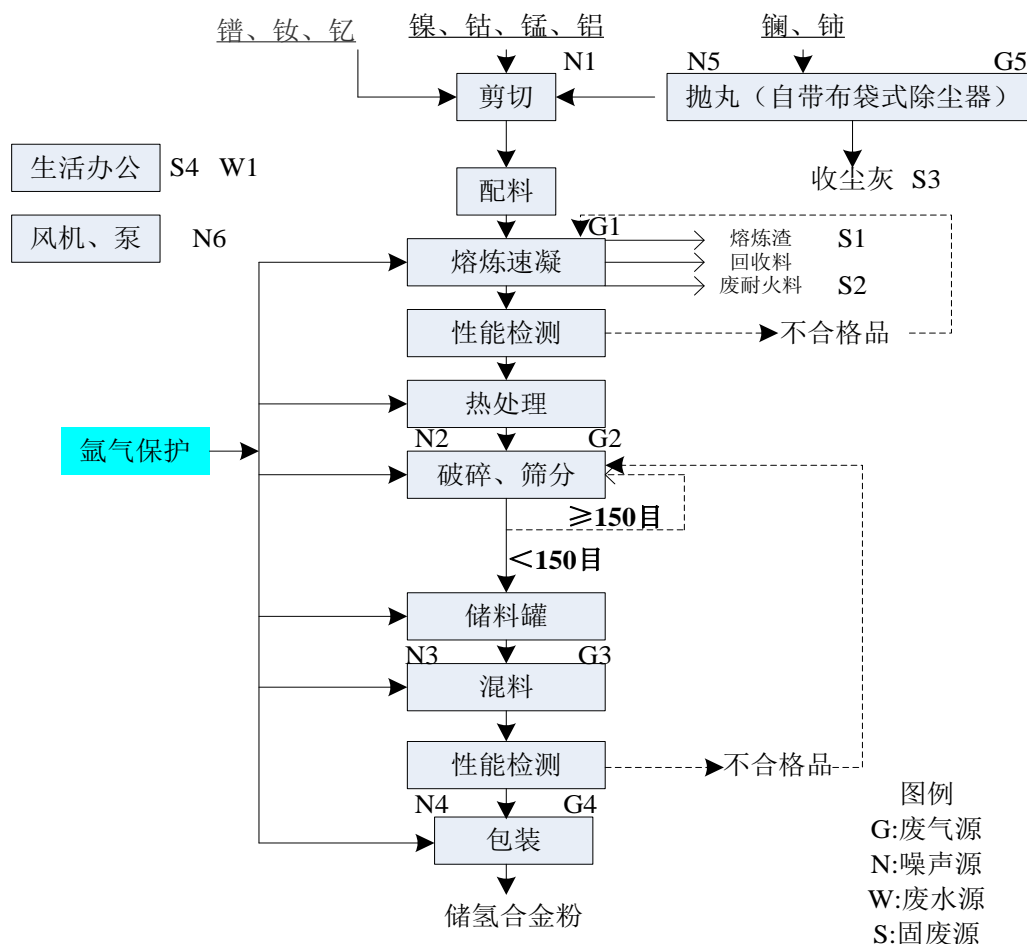 镨、钕、钇
镍、钴、锰、铝
镧、铈
N1
N5
G5
剪切
抛丸（自带布袋式除尘器）
生活办公
S4
W1
收尘灰
S3
配料
风机、泵
N6
G1
熔炼渣
S1
熔炼速凝
回收料
废耐火料
S2
性能检测
不合格品
热处理
N2
G2
氩气保护
破碎、筛分
≥150目
＜150目
储料罐
N3
G3
混料
性能检测
不合格品
N4
G4
图例
包装
G:废气源
N:噪声源
W:废水源
储氢合金粉
S:固废源